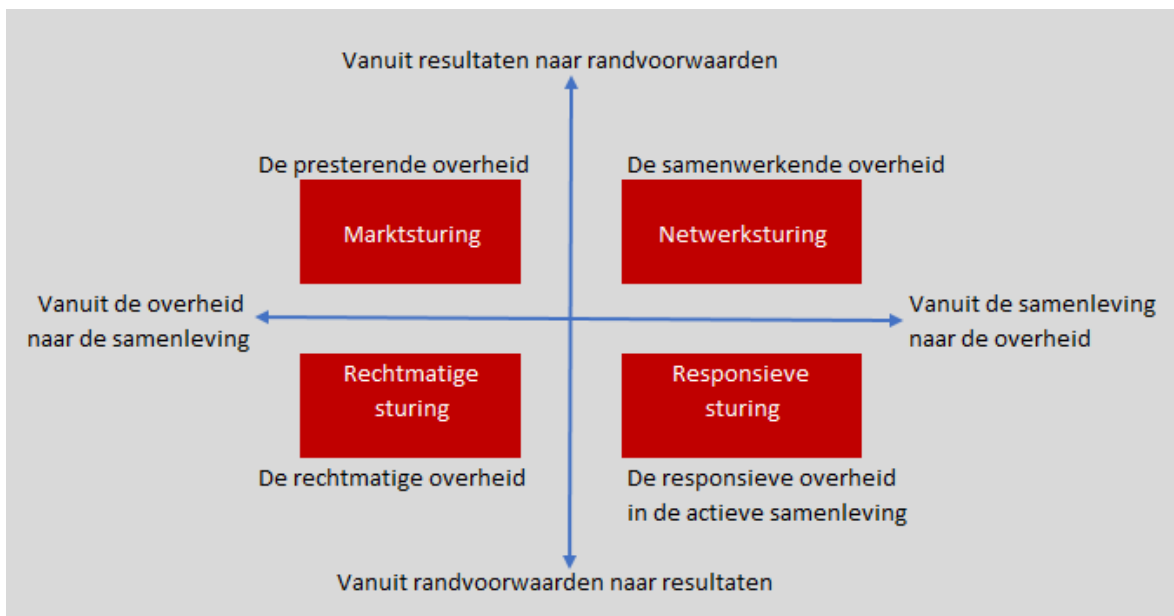 Vanuit resultaten naar randvoorwaarden
De presterende overheid
De samenwerkende overheid
Marktsturing
Netwerksturing
Vanuit de overheid
naar de samenleving
Vanuit de samenleving
naar de overheid
Rechtmatige
sturing
Responsieve
sturing
De rechtmatige overheid
De responsieve overheid
in de actieve samenleving
Vanuit randvoorwaarden naar resultaten